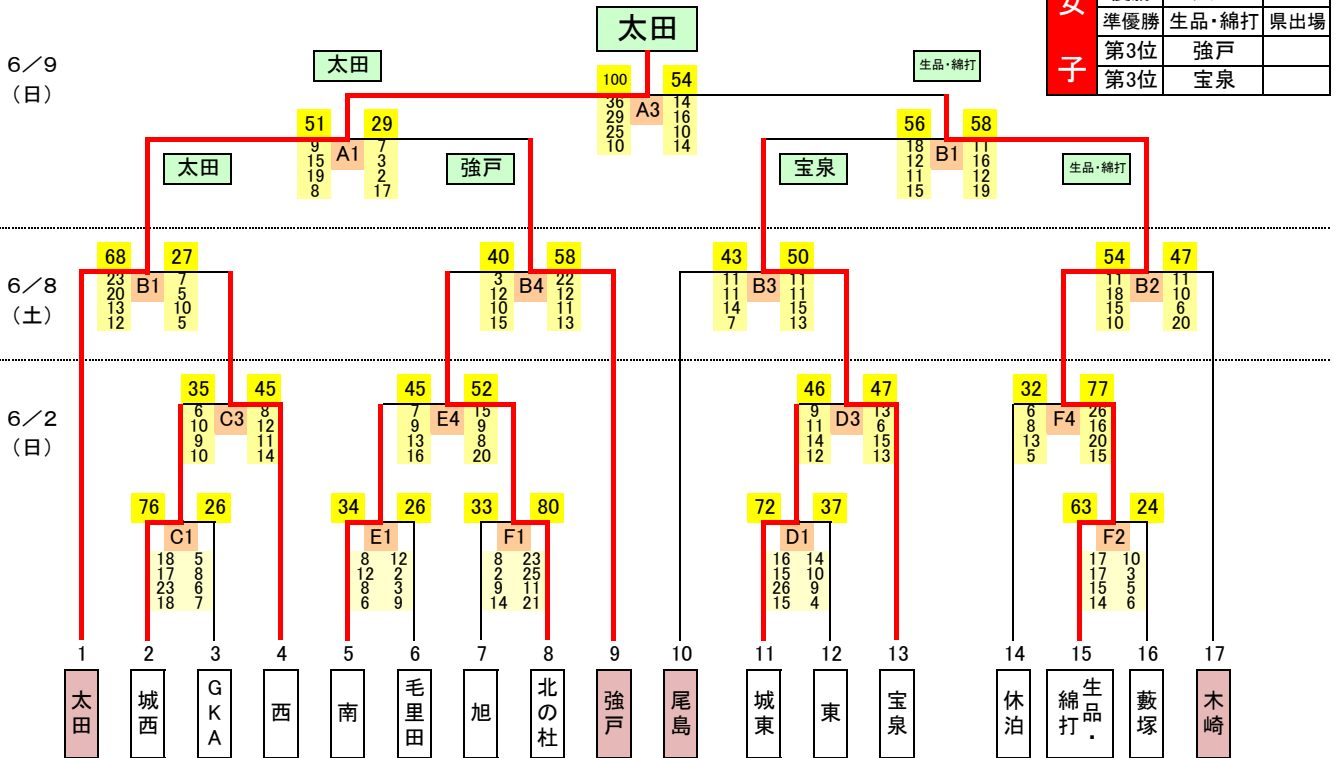 女子
準優勝 生品・綿打 県出場
第3位 強戸
第3位 宝泉
太田
6/9
(日)
太田
生品・綿打
100 A3 54
36 14
29 16
25 10
10 14
51 A1 29
9 7
15 3
19 2
8 17
56 B1 58
18 11
12 16
11 12
15 19
太田
強戸
宝泉
生品・綿打
6/8
(土)
68 B1 27
23 7
20 5
13 10
12 5
40 B4 58
3 22
12 12
10 11
15 13
43 B3 50
11 11
11 11
14 15
7 13
54 B2 47
11 11
18 10
15 6
10 20
6/2
(日)
35 C3 45
6 8
10 12
9 11
10 14
45 E4 52
7 15
9 9
13 8
16 20
46 D3 47
9 13
11 6
14 15
12 13
32 F4 77
6 26
8 16
13 20
5 15
76 C1 26
18 5
17 8
23 6
18 7
34 E1 26
8 12
12 2
8 3
6 9
33 F1 80
8 23
2 25
9 11
14 21
72 D1 37
16 14
15 10
26 9
15 4
63 F2 24
17 10
17 3
15 5
14 6
1 2 3 4 5 6 7 8 9 10 11 12 13 14 15 16 17
太田
城西
GKA
西
南
毛里田
旭
北の杜
強戸
尾島
城東
東
宝泉
休泊
生品・綿打
藪塚
木崎